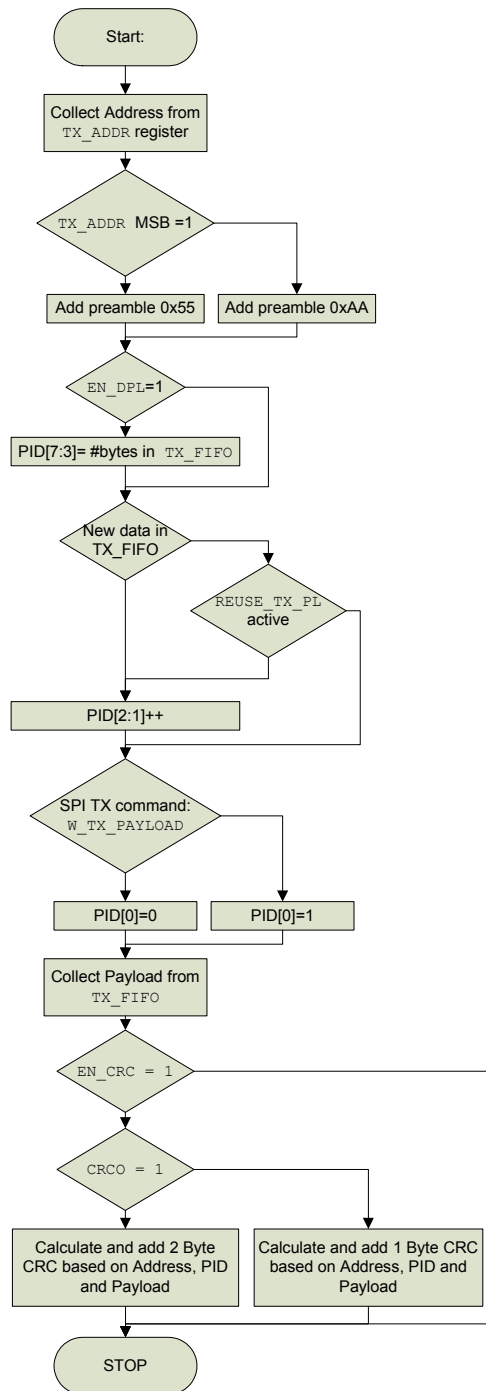 Start:
Collect Address from
TX_ADDR register
TX_ADDR MSB =1
Add preamble 0x55
Add preamble 0xAA
EN_DPL=1
PID[7:3]= #bytes in TX_FIFO
New data in
TX_FIFO
REUSE_TX_PL
active
PID[2:1]++
SPI TX command:
W_TX_PAYLOAD
PID[0]=0
PID[0]=1
Collect Payload from
TX_FIFO
EN_CRC = 1
CRCO = 1
Calculate and add 2 Byte
CRC based on Address, PID
and Payload
Calculate and add 1 Byte CRC
based on Address, PID and
Payload
STOP